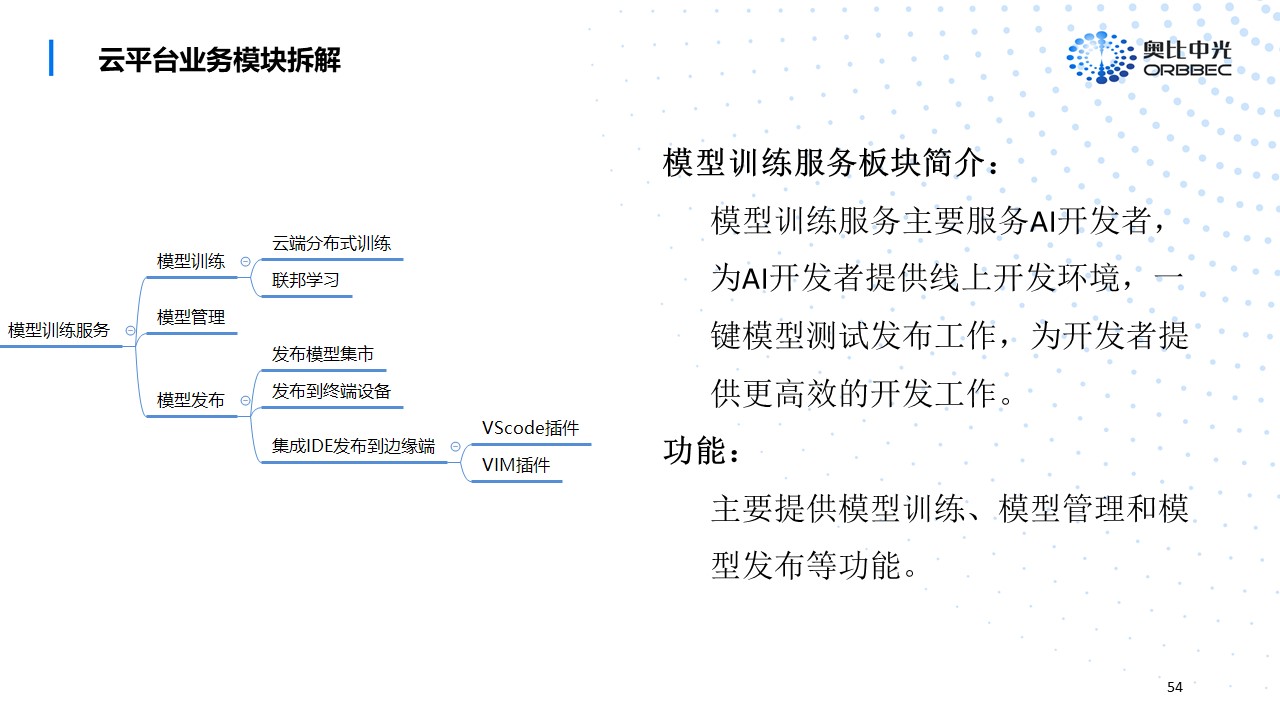 云平台业务模块拆解
奥比中光
ORBBEC
模型训练服务
模型训练
云端分布式训练
联邦学习
模型管理
模型发布
发布模型集市
发布到终端设备
集成IDE发布到边缘端
VScode插件
VIM插件
模型训练服务板块简介：
模型训练服务主要服务AI开发者，
为AI开发者提供线上开发环境，一
键模型测试发布工作，为开发者提
供更高效的开发工作。
功能：
主要提供模型训练、模型管理和模
型发布等功能。
54